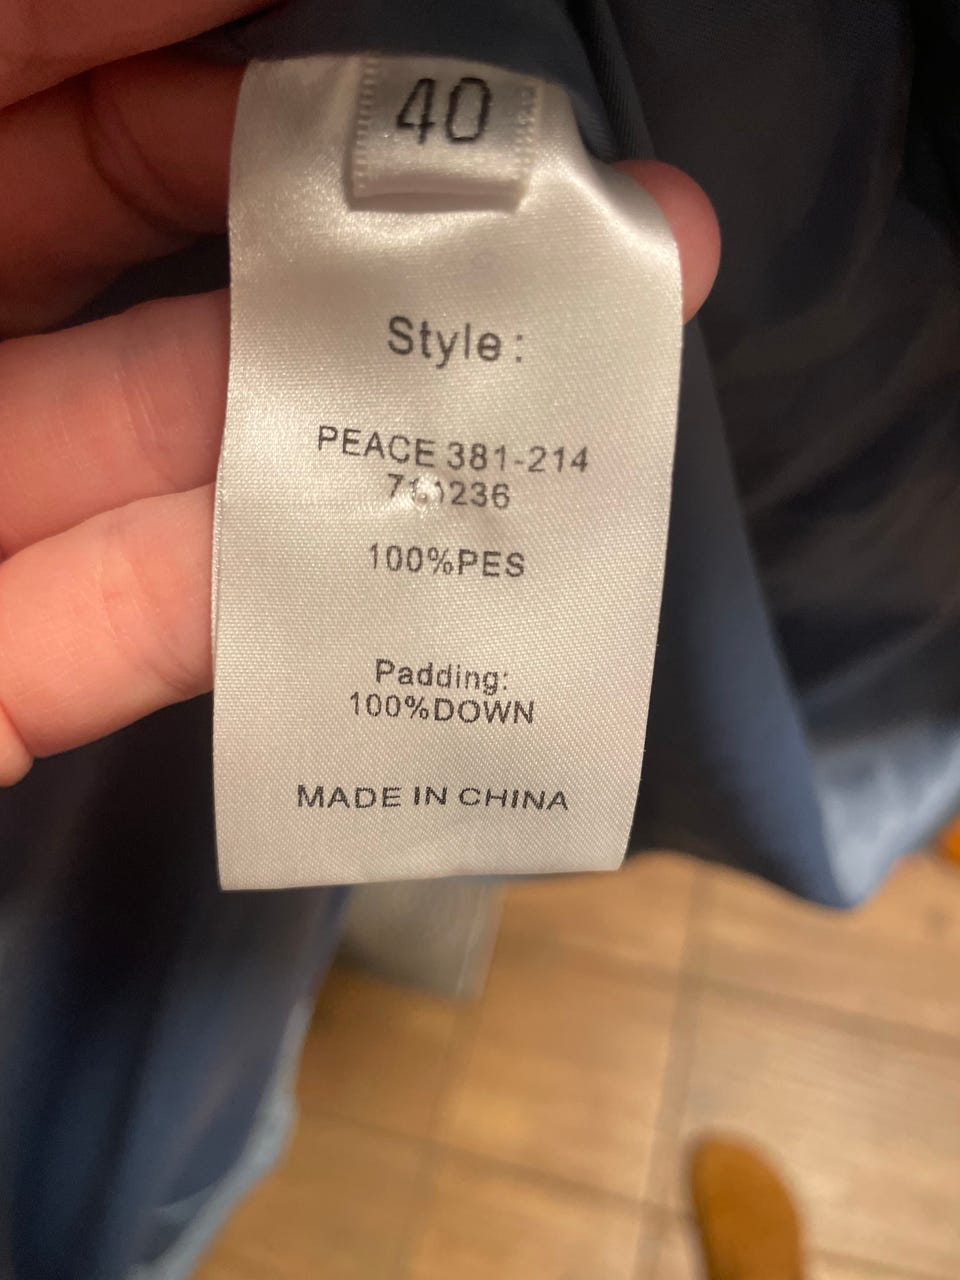 40
Style:
PEACE 381-214
100%PES
Padding:
100%DOWN
MADE IN CHINA